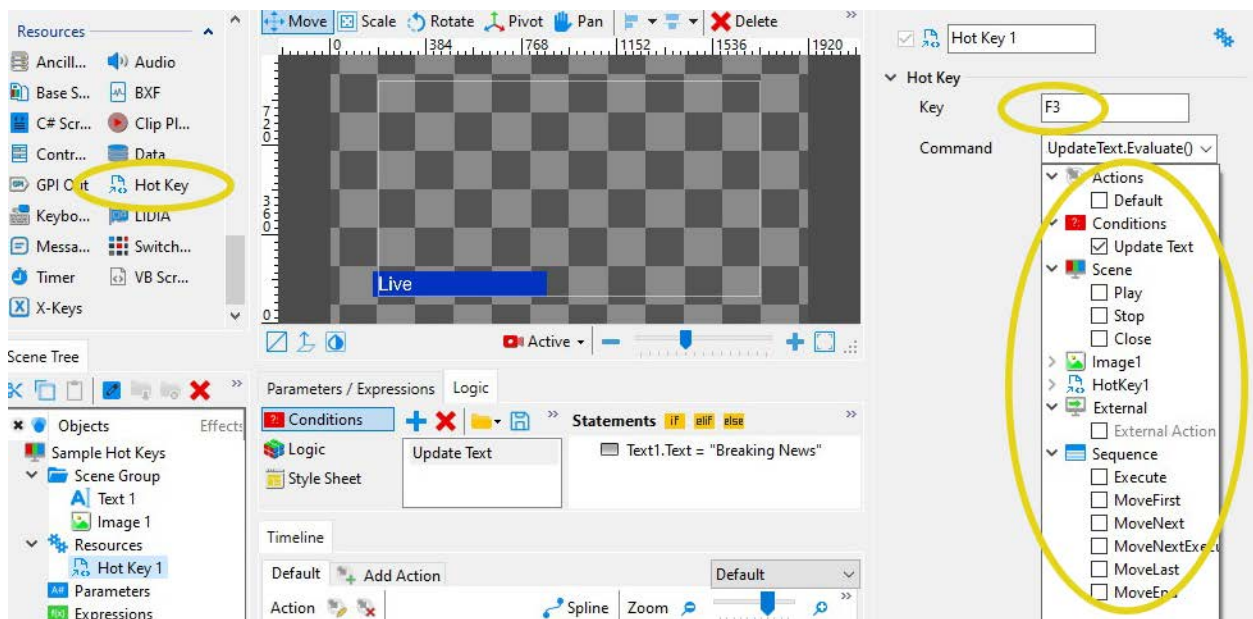 Resources
Ancill... Audio
Base S... BXF
C# Scr... Clip Pl...
Contr... Data
GPI Out Hot Key
Keybo... LIDIA
Messa... Switch...
Timer VB Scr...
X-Keys
Scene Tree
Objects Effects
Sample Hot Keys
Scene Group
Text 1
Image 1
Resources
Hot Key 1
Parameters
Expressions
Move Scale Rotate Pivot Pan Delete
0 384 768 1152 1536 1920
720
360
0
Live
Active
Parameters / Expressions Logic
Conditions
Logic
Style Sheet
Update Text
Statements if elif else
Text1.Text = "Breaking News"
Timeline
Default Add Action Default
Action Spline Zoom
Hot Key 1
Hot Key
Key F3
Command UpdateText.Evaluate()
Actions
Default
Conditions
Update Text
Scene
Play
Stop
Close
Image1
HotKey1
External
External Action
Sequence
Execute
MoveFirst
MoveNext
MoveNextExecu
MoveLast
MoveEnd